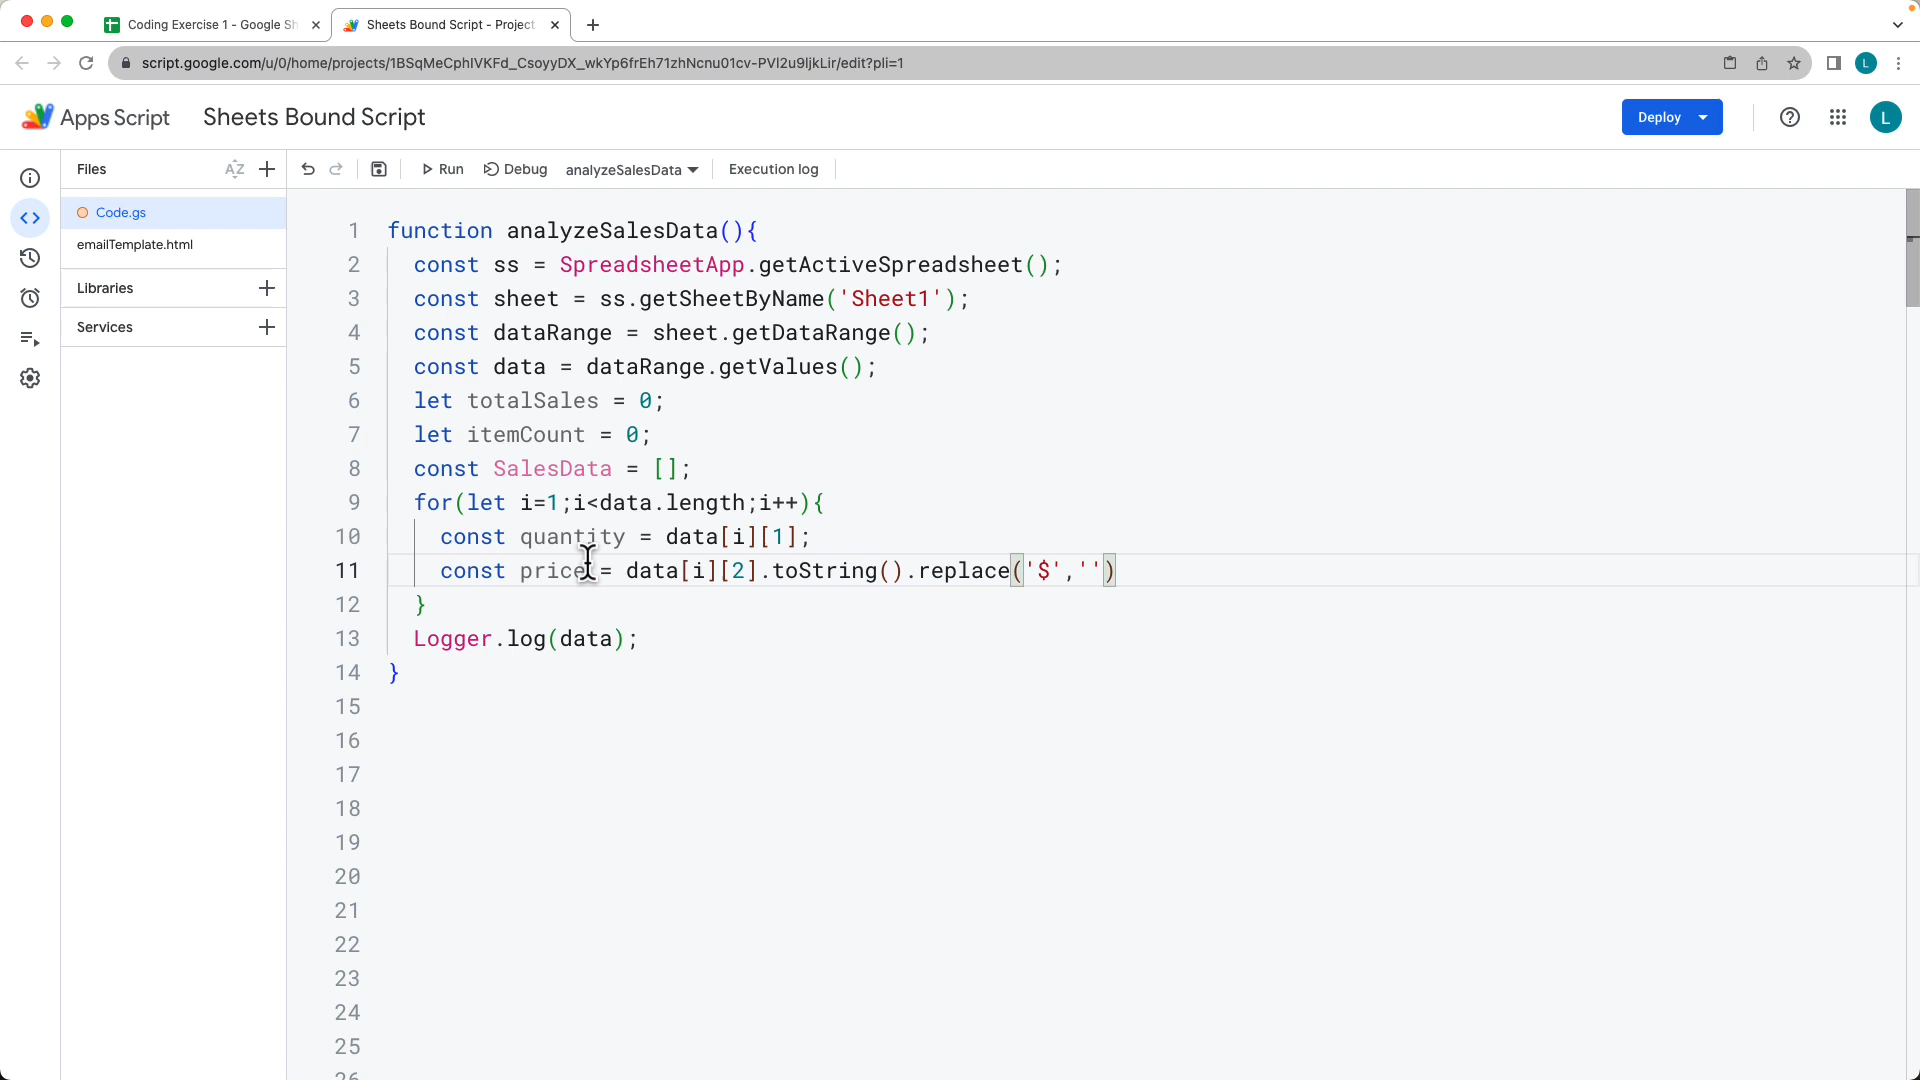 Coding Exercise 1 - Google Sh
Sheets Bound Script - Project
script.google.com/u/0/home/projects/1BSqMeCphIVKFd_CsoyyDX_wkYp6frEh71zhNcnu01cv-PVI2u9ljkLir/edit?pli=1
L
Apps Script
Sheets Bound Script
Deploy
L
Files
AZ
Run
Debug
analyzeSalesData
Execution log
Code.gs
emailTemplate.html
Libraries
Services
1 function analyzeSalesData(){
2 const ss = SpreadsheetApp.getActiveSpreadsheet();
3 const sheet = ss.getSheetByName('Sheet1');
4 const dataRange = sheet.getDataRange();
5 const data = dataRange.getValues();
6 let totalSales = 0;
7 let itemCount = 0;
8 const SalesData = [];
9 for(let i=1;i<data.length;i++){
10 const quantity = data[i][1];
11 const price = data[i][2].toString().replace('$','')
12 }
13 Logger.log(data);
14 }
15
16
17
18
19
20
21
22
23
24
25
26